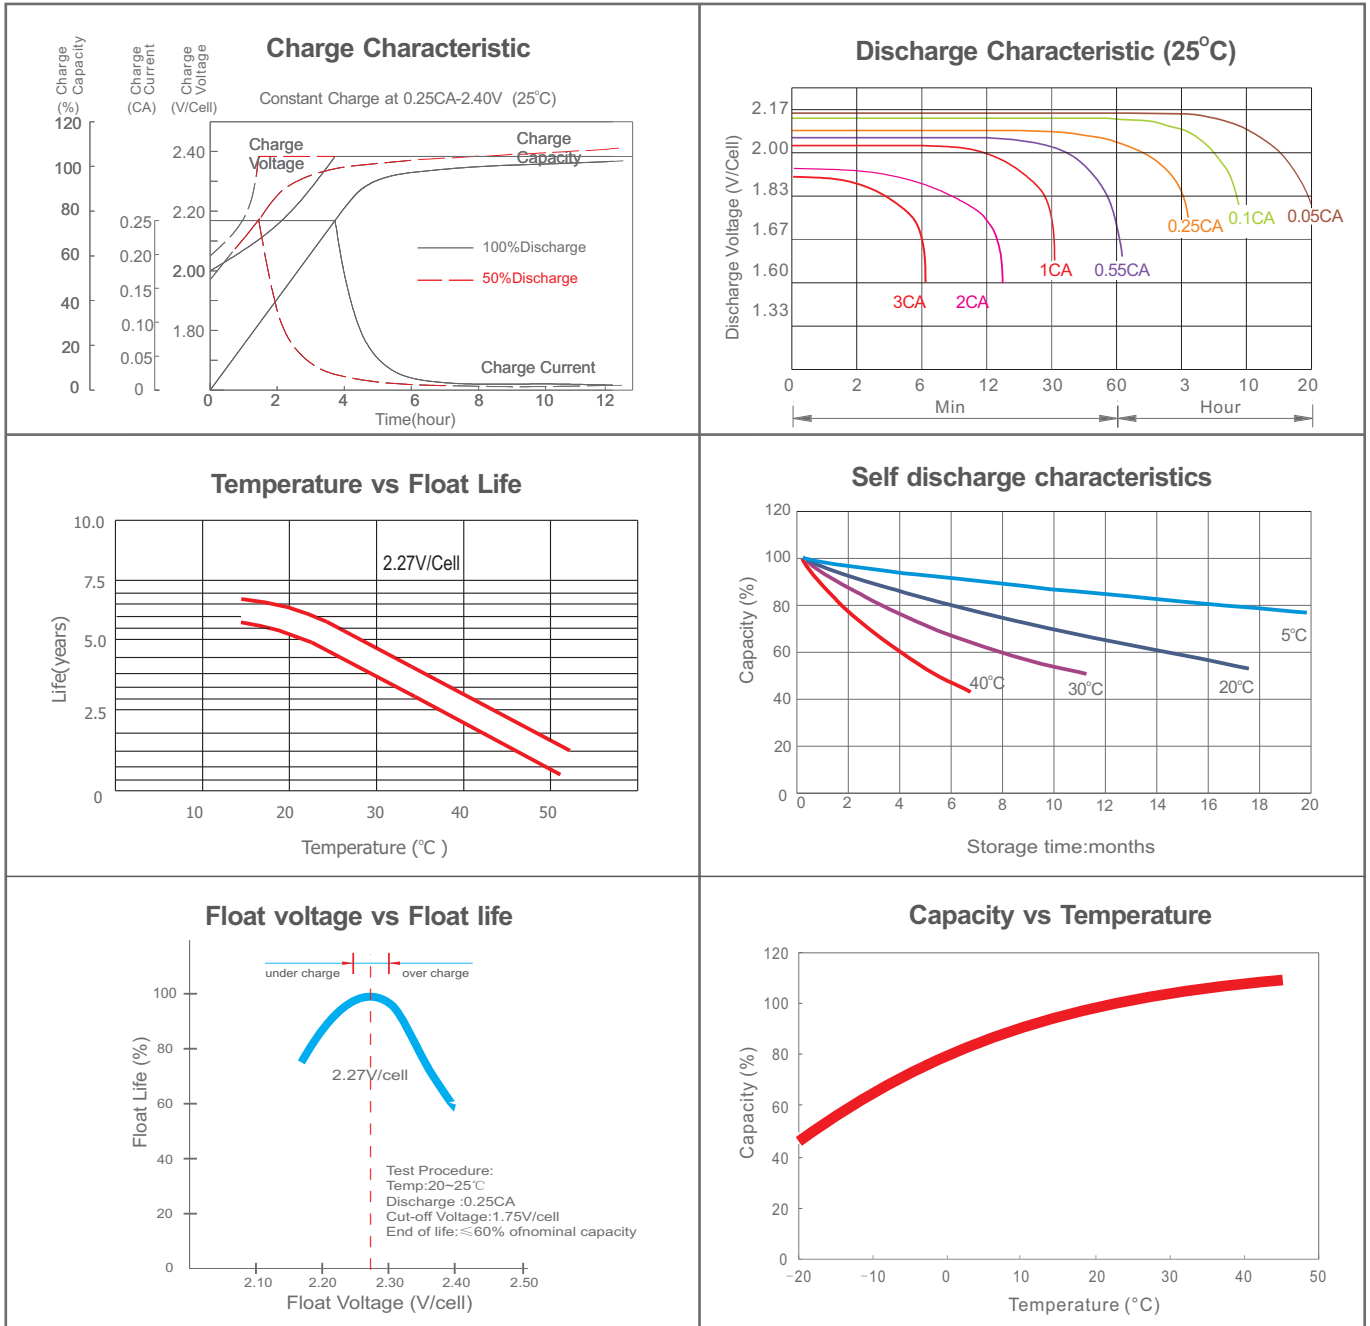 Charge Characteristic
Charge
Capacity
(%)
Charge
Current
(CA)
Charge
Voltage
(V/Cell)
Constant Charge at 0.25CA-2.40V (25°C)
120
100
80
60
40
20
0
0.25
0.20
0.15
0.10
0.05
0
2.40
2.20
2.00
1.80
Charge
Voltage
Charge
Capacity
100%Discharge
50%Discharge
Charge Current
0 2 4 6 8 10 12
Time(hour)
Discharge Characteristic (25°C)
Discharge Voltage (V/Cell)
2.17
2.00
1.83
1.67
1.60
1.33
3CA
2CA
1CA
0.55CA
0.25CA
0.1CA
0.05CA
0 2 6 12 30 60 3 10 20
Min
Hour
Temperature vs Float Life
Life(years)
10.0
7.5
5.0
2.5
0
2.27V/Cell
10 20 30 40 50
Temperature (°C )
Self discharge characteristics
Capacity (%)
120
100
80
60
40
20
0
5°C
40°C
30°C
20°C
0 2 4 6 8 10 12 14 16 18 20
Storage time:months
Float voltage vs Float life
under charge
over charge
Float Life (%)
100
80
60
40
20
0
2.27V/cell
Test Procedure:
Temp:20~25℃
Discharge :0.25CA
Cut-off Voltage:1.75V/cell
End of life:≤60% ofnominal capacity
2.10 2.20 2.30 2.40 2.50
Float Voltage (V/cell)
Capacity vs Temperature
Capacity (%)
120
100
80
60
40
20
0
-20 -10 0 10 20 30 40 50
Temperature (°C)